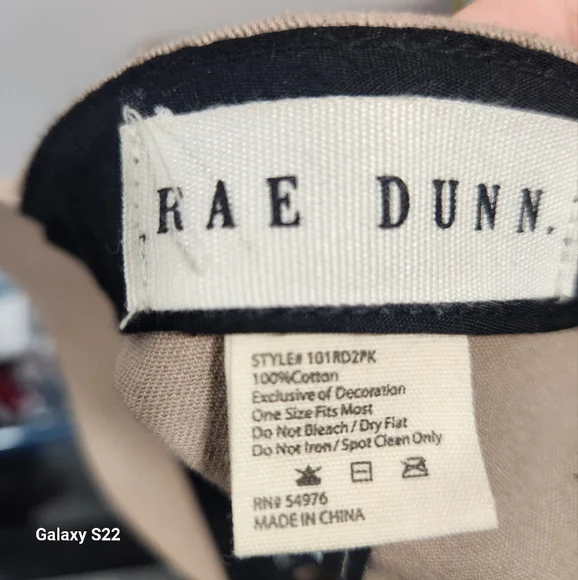 RAE DUNN.
STYLE# 101RD2PK
100%Cotton
Exclusive of Decoration
One Size Fits Most
Do Not Bleach / Dry Flat
Do Not Iron / Spot Clean Only
RN# 54976
MADE IN CHINA
Galaxy S22